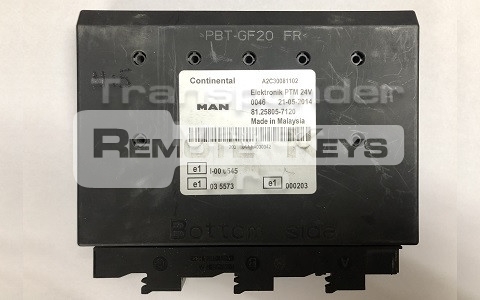 >PBT-GF20 FR<
Continental A2C30081102
Elektronik PTM 24V
MAN 0046 21-05-2014
81.25805-7120
Made in Malaysia
Transponder
Remote Keys
e1
e1 03 5573 e1 000203
Bottom side